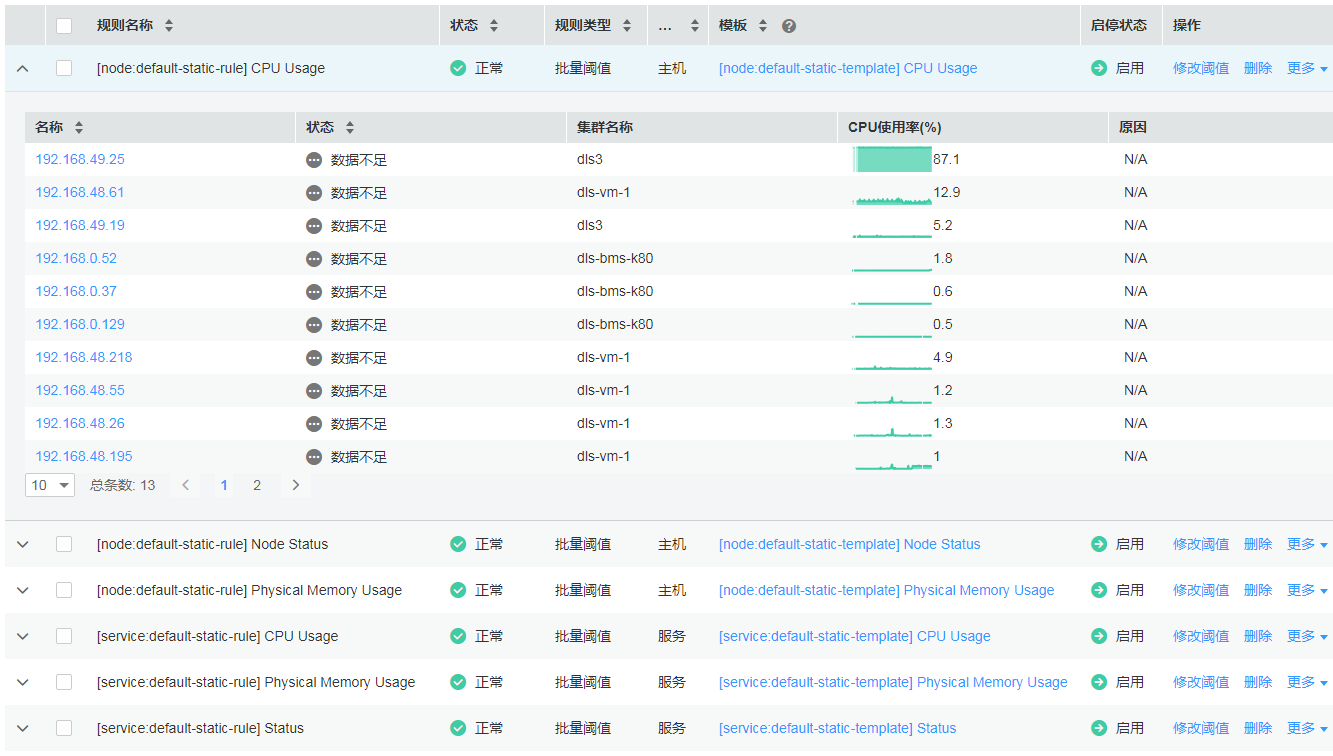 规则名称 状态 规则类型 ... 模板 ? 启停状态 操作
[node:default-static-rule] CPU Usage 正常 批量阈值 主机 [node:default-static-template] CPU Usage 启用 修改阈值 删除 更多
名称 状态 集群名称 CPU使用率(%) 原因
192.168.49.25 数据不足 dls3 87.1 N/A
192.168.48.61 数据不足 dls-vm-1 12.9 N/A
192.168.49.19 数据不足 dls3 5.2 N/A
192.168.0.52 数据不足 dls-bms-k80 1.8 N/A
192.168.0.37 数据不足 dls-bms-k80 0.6 N/A
192.168.0.129 数据不足 dls-bms-k80 0.5 N/A
192.168.48.218 数据不足 dls-vm-1 4.9 N/A
192.168.48.55 数据不足 dls-vm-1 1.2 N/A
192.168.48.26 数据不足 dls-vm-1 1.3 N/A
192.168.48.195 数据不足 dls-vm-1 1 N/A
10 总条数: 13 < 1 2 >
[node:default-static-rule] Node Status 正常 批量阈值 主机 [node:default-static-template] Node Status 启用 修改阈值 删除 更多
[node:default-static-rule] Physical Memory Usage 正常 批量阈值 主机 [node:default-static-template] Physical Memory Usage 启用 修改阈值 删除 更多
[service:default-static-rule] CPU Usage 正常 批量阈值 服务 [service:default-static-template] CPU Usage 启用 修改阈值 删除 更多
[service:default-static-rule] Physical Memory Usage 正常 批量阈值 服务 [service:default-static-template] Physical Memory Usage 启用 修改阈值 删除 更多
[service:default-static-rule] Status 正常 批量阈值 服务 [service:default-static-template] Status 启用 修改阈值 删除 更多